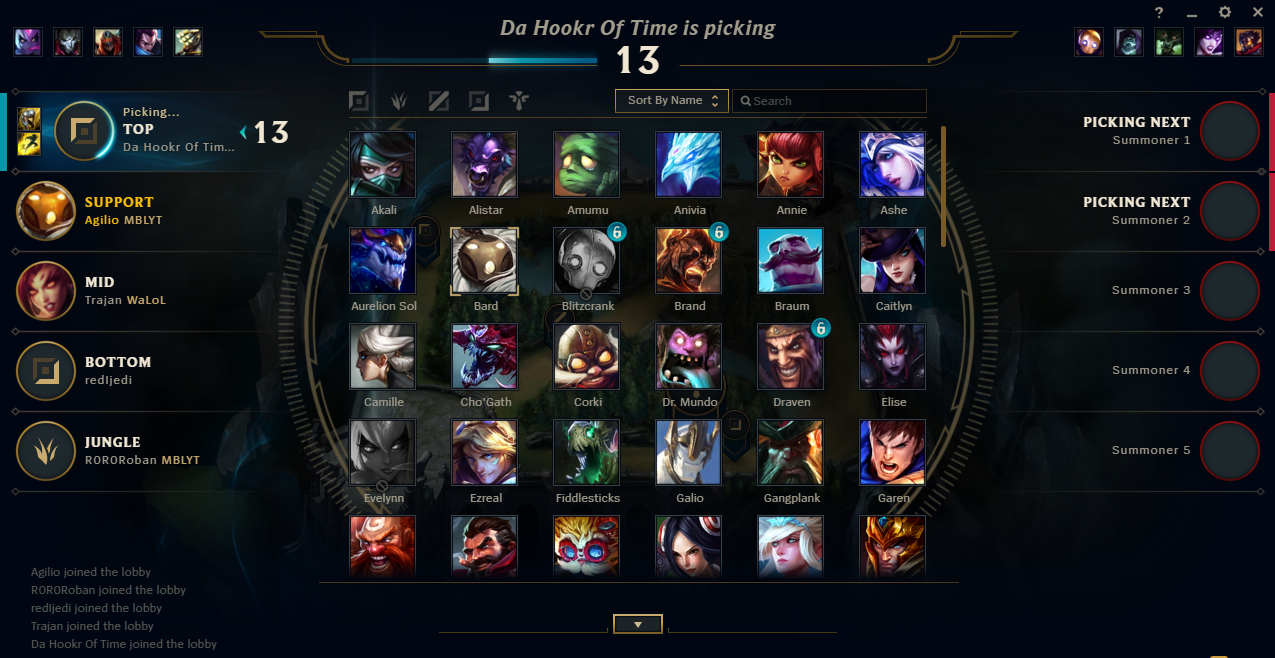 Da Hookr Of Time is picking
13
?
Picking...
TOP
Da Hookr Of Tim...
13
SUPPORT
Agilio MBLYT
MID
Trajan WaLoL
BOTTOM
redIjedi
JUNGLE
R0R0Roban MBLYT
Sort By Name
Search
Akali
Alistar
Amumu
Anivia
Annie
Ashe
6
6
Aurelion Sol
Bard
Blitzcrank
Brand
Braum
Caitlyn
6
Camille
Cho'Gath
Corki
Dr. Mundo
Draven
Elise
Evelynn
Ezreal
Fiddlesticks
Galio
Gangplank
Garen
PICKING NEXT
Summoner 1
PICKING NEXT
Summoner 2
Summoner 3
Summoner 4
Summoner 5
Agilio joined the lobby
R0R0Roban joined the lobby
redIjedi joined the lobby
Trajan joined the lobby
Da Hookr Of Time joined the lobby